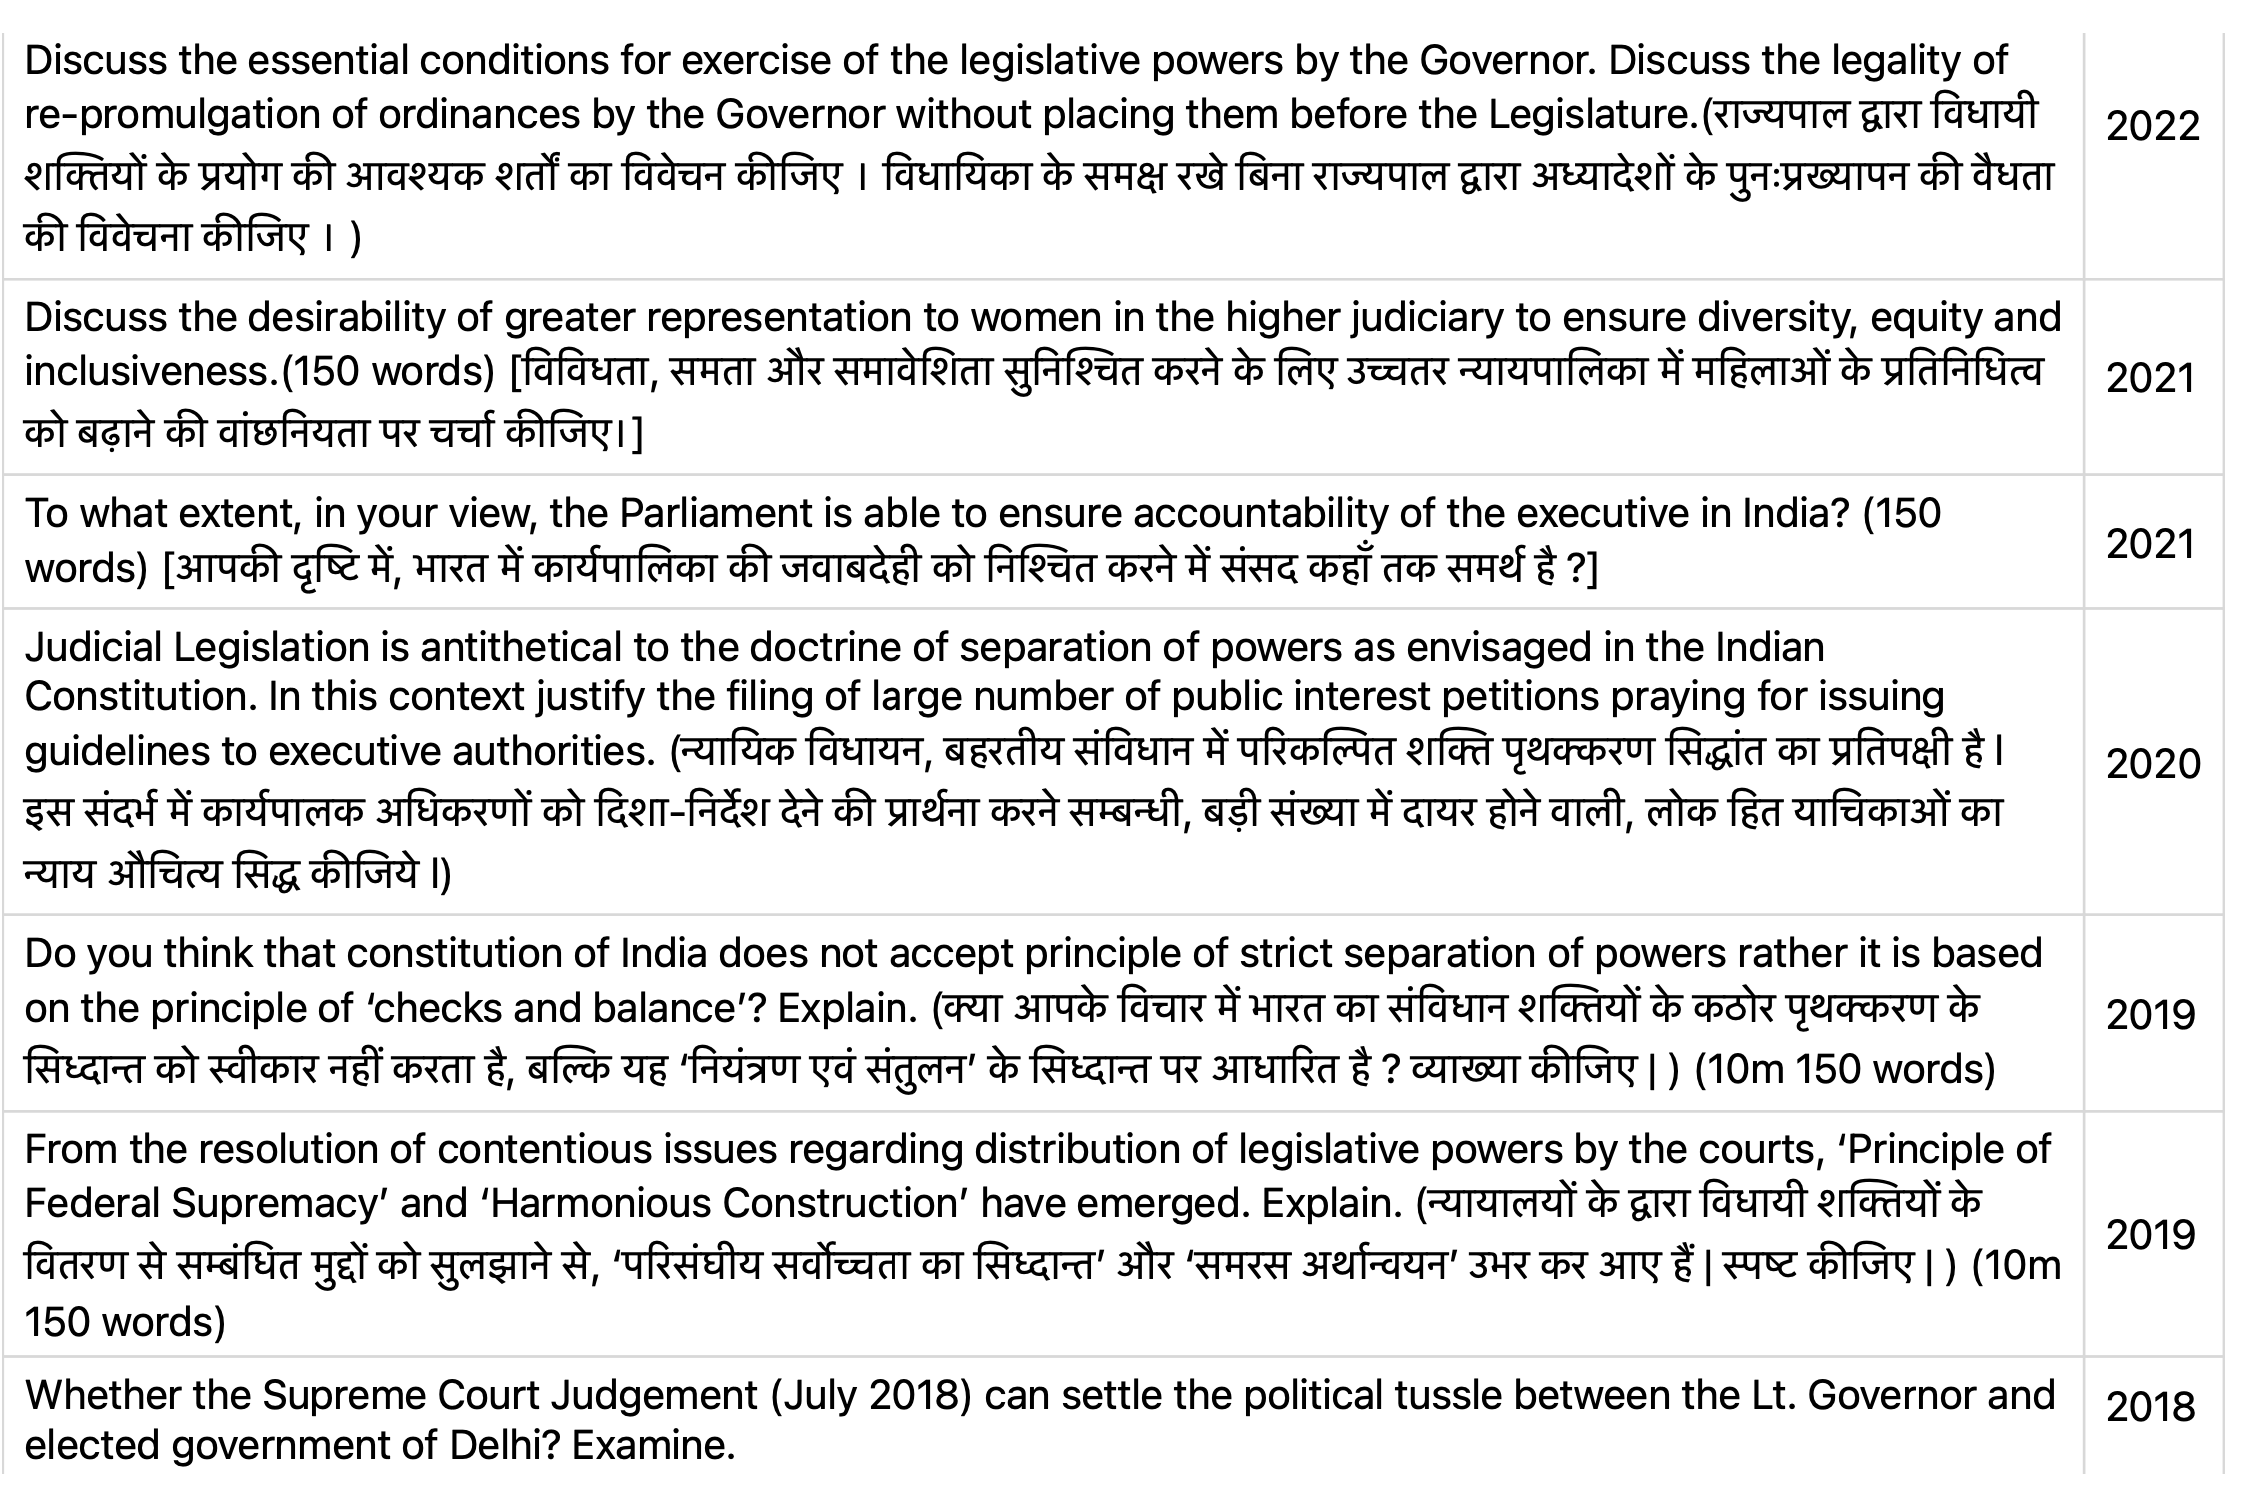 Discuss the essential conditions for exercise of the legislative powers by the Governor. Discuss the legality of
re-promulgation of ordinances by the Governor without placing them before the Legislature.(राज्यपाल द्वारा विधायी
शक्तियों के प्रयोग की आवश्यक शर्तों का विवेचन कीजिए । विधायिका के समक्ष रखे बिना राज्यपाल द्वारा अध्यादेशों के पुनःप्रख्यापन की वैधता
की विवेचना कीजिए । )
2022
Discuss the desirability of greater representation to women in the higher judiciary to ensure diversity, equity and
inclusiveness.(150 words) [विविधता, समता और समावेशिता सुनिश्चित करने के लिए उच्चतर न्यायपालिका में महिलाओं के प्रतिनिधित्व
को बढ़ाने की वांछनियता पर चर्चा कीजिए।]
2021
To what extent, in your view, the Parliament is able to ensure accountability of the executive in India? (150
words) [आपकी दृष्टि में, भारत में कार्यपालिका की जवाबदेही को निश्चित करने में संसद कहाँ तक समर्थ है ?]
2021
Judicial Legislation is antithetical to the doctrine of separation of powers as envisaged in the Indian
Constitution. In this context justify the filing of large number of public interest petitions praying for issuing
guidelines to executive authorities. (न्यायिक विधायन, बहरतीय संविधान में परिकल्पित शक्ति पृथक्करण सिद्धांत का प्रतिपक्षी है l
इस संदर्भ में कार्यपालक अधिकरणों को दिशा-निर्देश देने की प्रार्थना करने सम्बन्धी, बड़ी संख्या में दायर होने वाली, लोक हित याचिकाओं का
न्याय औचित्य सिद्ध कीजिये l)
2020
Do you think that constitution of India does not accept principle of strict separation of powers rather it is based
on the principle of ‘checks and balance’? Explain. (क्या आपके विचार में भारत का संविधान शक्तियों के कठोर पृथक्करण के
सिध्दान्त को स्वीकार नहीं करता है, बल्कि यह ‘नियंत्रण एवं संतुलन’ के सिध्दान्त पर आधारित है ? व्याख्या कीजिए | ) (10m 150 words)
2019
From the resolution of contentious issues regarding distribution of legislative powers by the courts, ‘Principle of
Federal Supremacy’ and ‘Harmonious Construction’ have emerged. Explain. (न्यायालयों के द्वारा विधायी शक्तियों के
वितरण से सम्बंधित मुद्दों को सुलझाने से, ‘परिसंघीय सर्वोच्चता का सिध्दान्त’ और ‘समरस अर्थान्वयन’ उभर कर आए हैं | स्पष्ट कीजिए | ) (10m
150 words)
2019
Whether the Supreme Court Judgement (July 2018) can settle the political tussle between the Lt. Governor and
elected government of Delhi? Examine.
2018